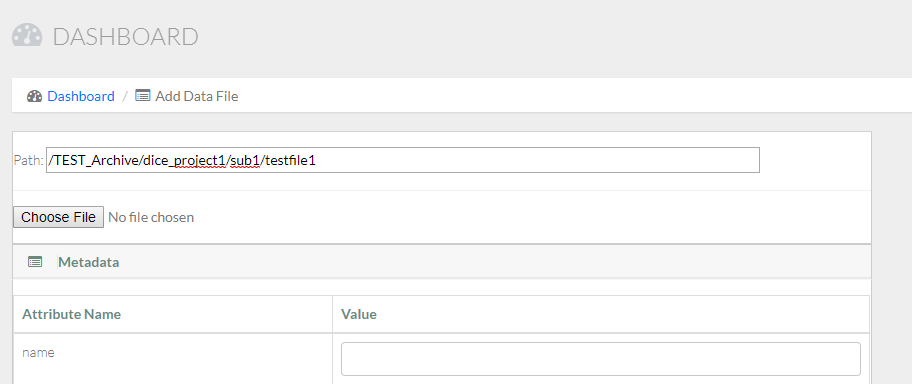 DASHBOARD
Dashboard / Add Data File
Path: /TEST_Archive/dice_project1/sub1/testfile1
Choose File No file chosen
Metadata
Attribute Name Value
name